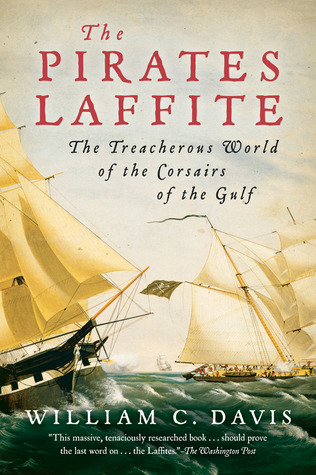 The
PIRATES
LAFFITE
The Treacherous World
of the Corsairs
of the Gulf
WILLIAM C. DAVIS
"This massive, tenaciously researched book . . . should prove
the last word on . . . the Laffites."–The Washington Post